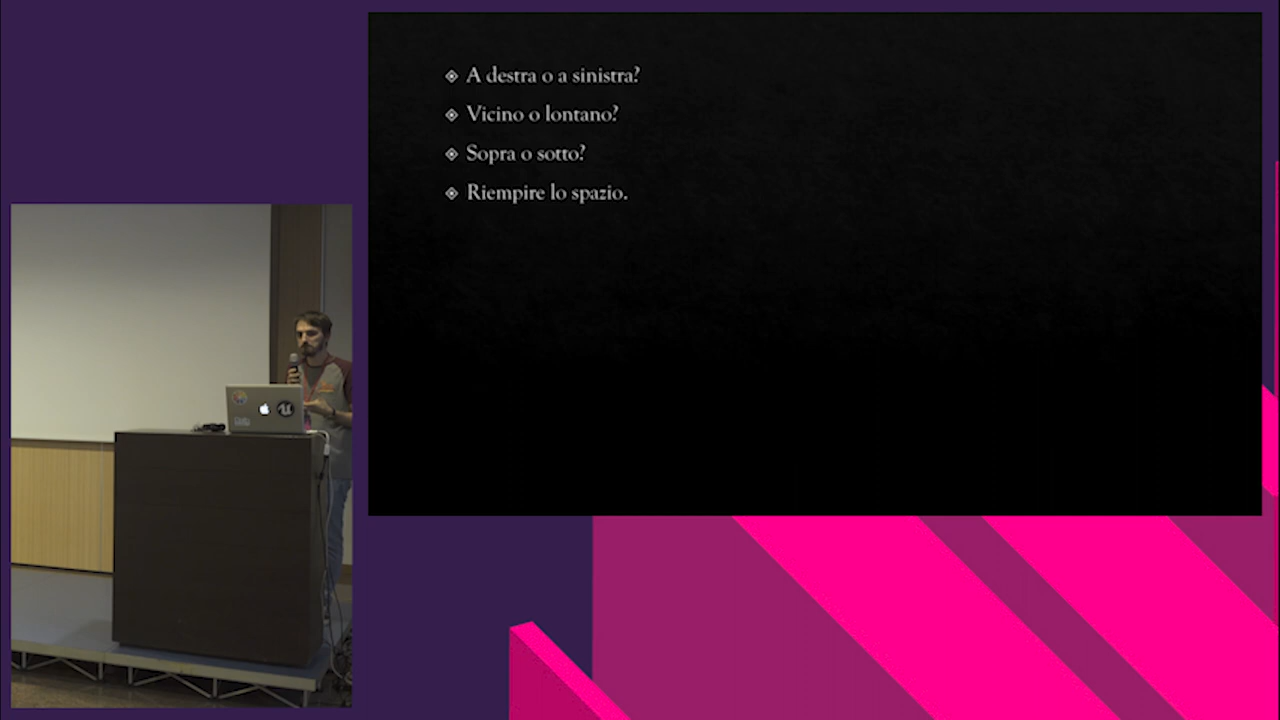 A destra o a sinistra?
Vicino o lontano?
Sopra o sotto?
Riempire lo spazio.